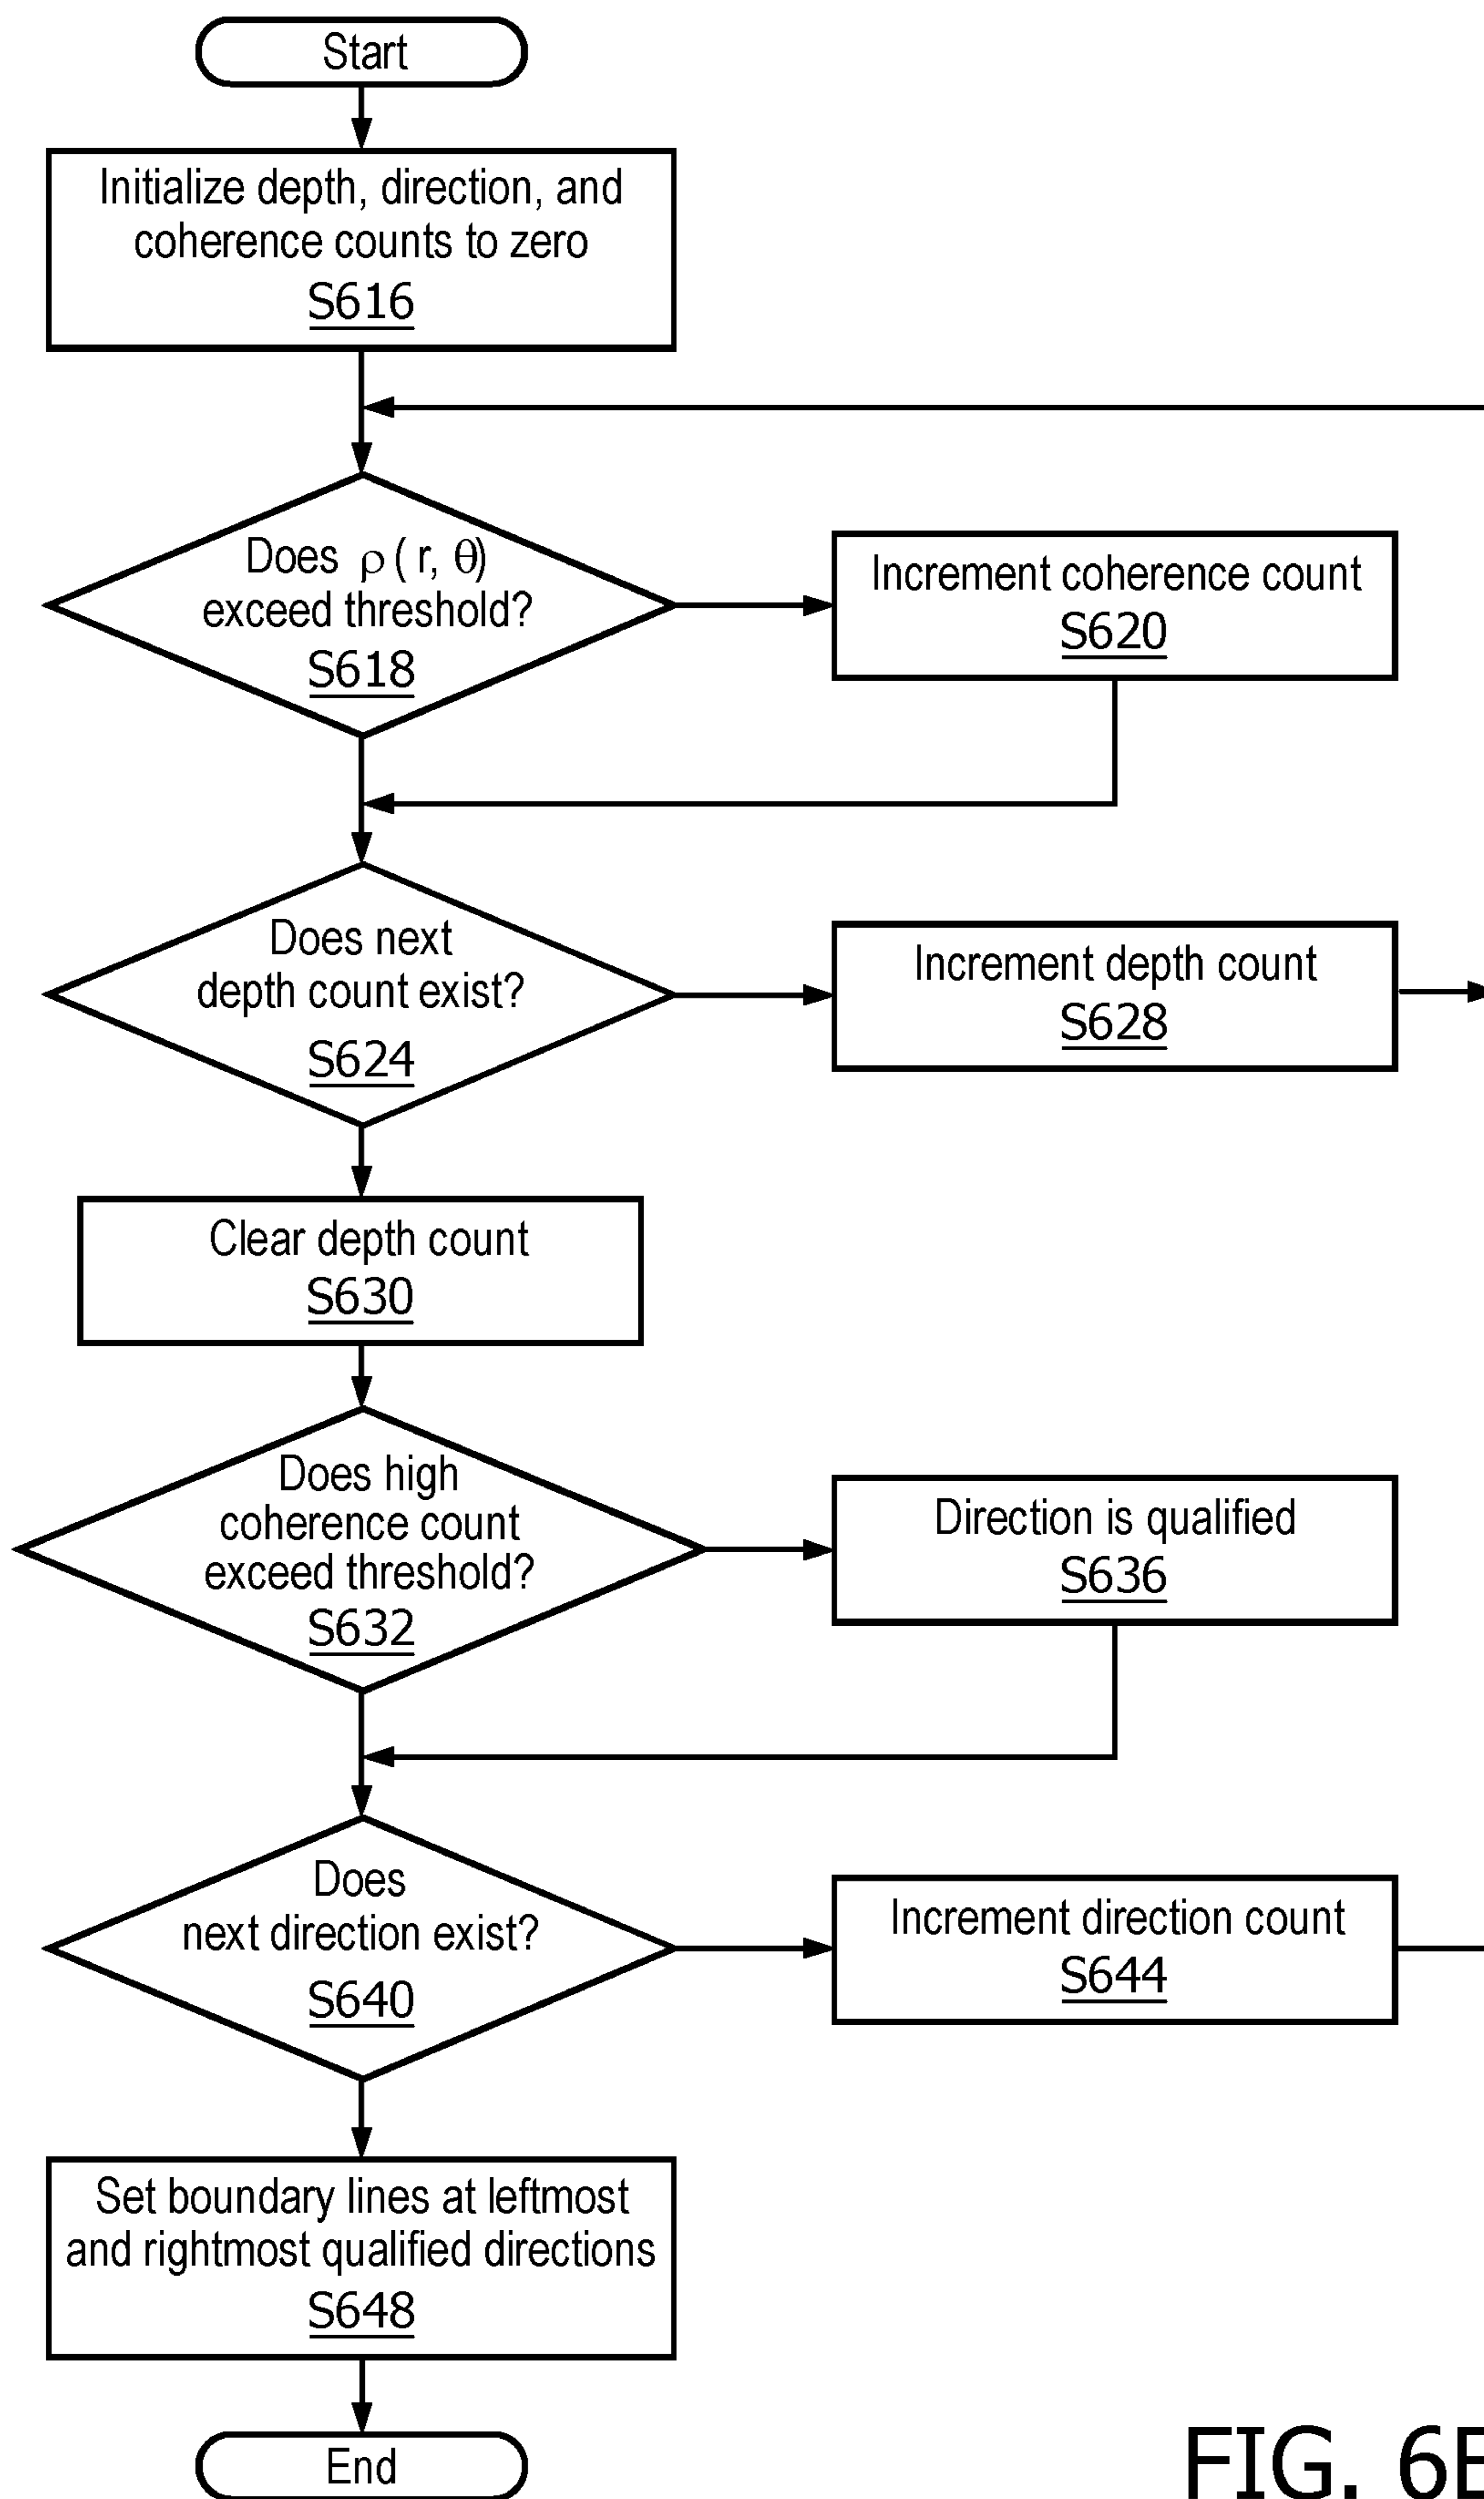 Start
Initialize depth, direction, and
coherence counts to zero
S616
Does ρ ( r, θ)
exceed threshold?
S618
Increment coherence count
S620
Does next
depth count exist?
S624
Increment depth count
S628
Clear depth count
S630
Does high
coherence count
exceed threshold?
S632
Direction is qualified
S636
Does
next direction exist?
S640
Increment direction count
S644
Set boundary lines at leftmost
and rightmost qualified directions
S648
End
FIG.